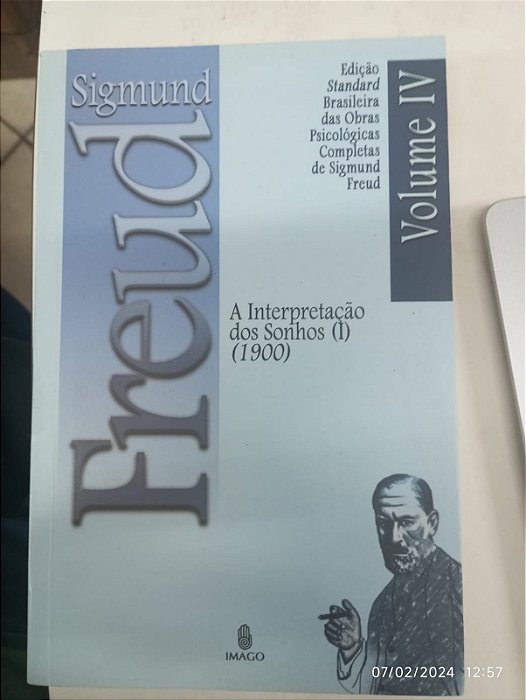 Sigmund
Freud
Edição
Standard
Brasileira
das Obras
Psicológicas
Completas
de Sigmund
Freud
Volume IV
A Interpretação
dos Sonhos (I)
(1900)
IMAGO
07/02/2024 12:57